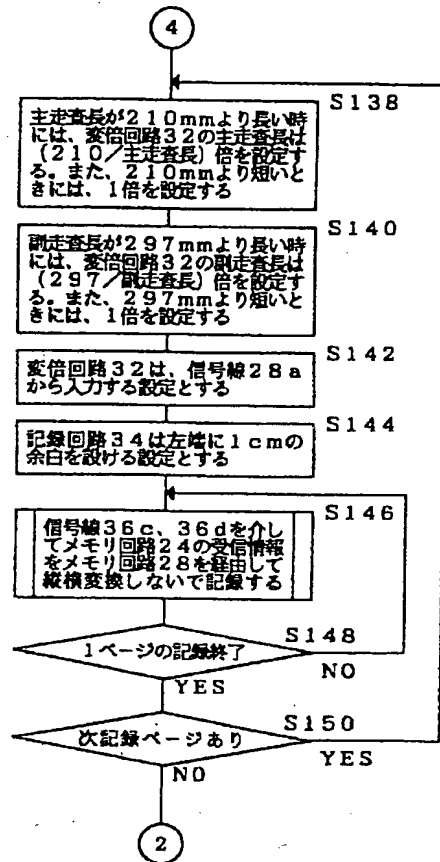 4
S138
主走査長が210mmより長い時
には、変倍回路32の主走査長は
(210/主走査長)倍を設定す
る。また、210mmより短いと
きには、1倍を設定する
S140
副走査長が297mmより長い時
には、変倍回路32の副走査長は
(297/副走査長)倍を設定す
る。また、297mmより短いと
きには、1倍を設定する
S142
変倍回路32は、信号線28a
から入力する設定とする
S144
記録回路34は左端に1cmの
余白を設ける設定とする
S146
信号線36c、36dを介し
てメモリ回路24の受信情報
をメモリ回路28を経由して
縦横変換しないで記録する
S148
1ページの記録終了
NO
YES
S150
次記録ページあり
YES
NO
2